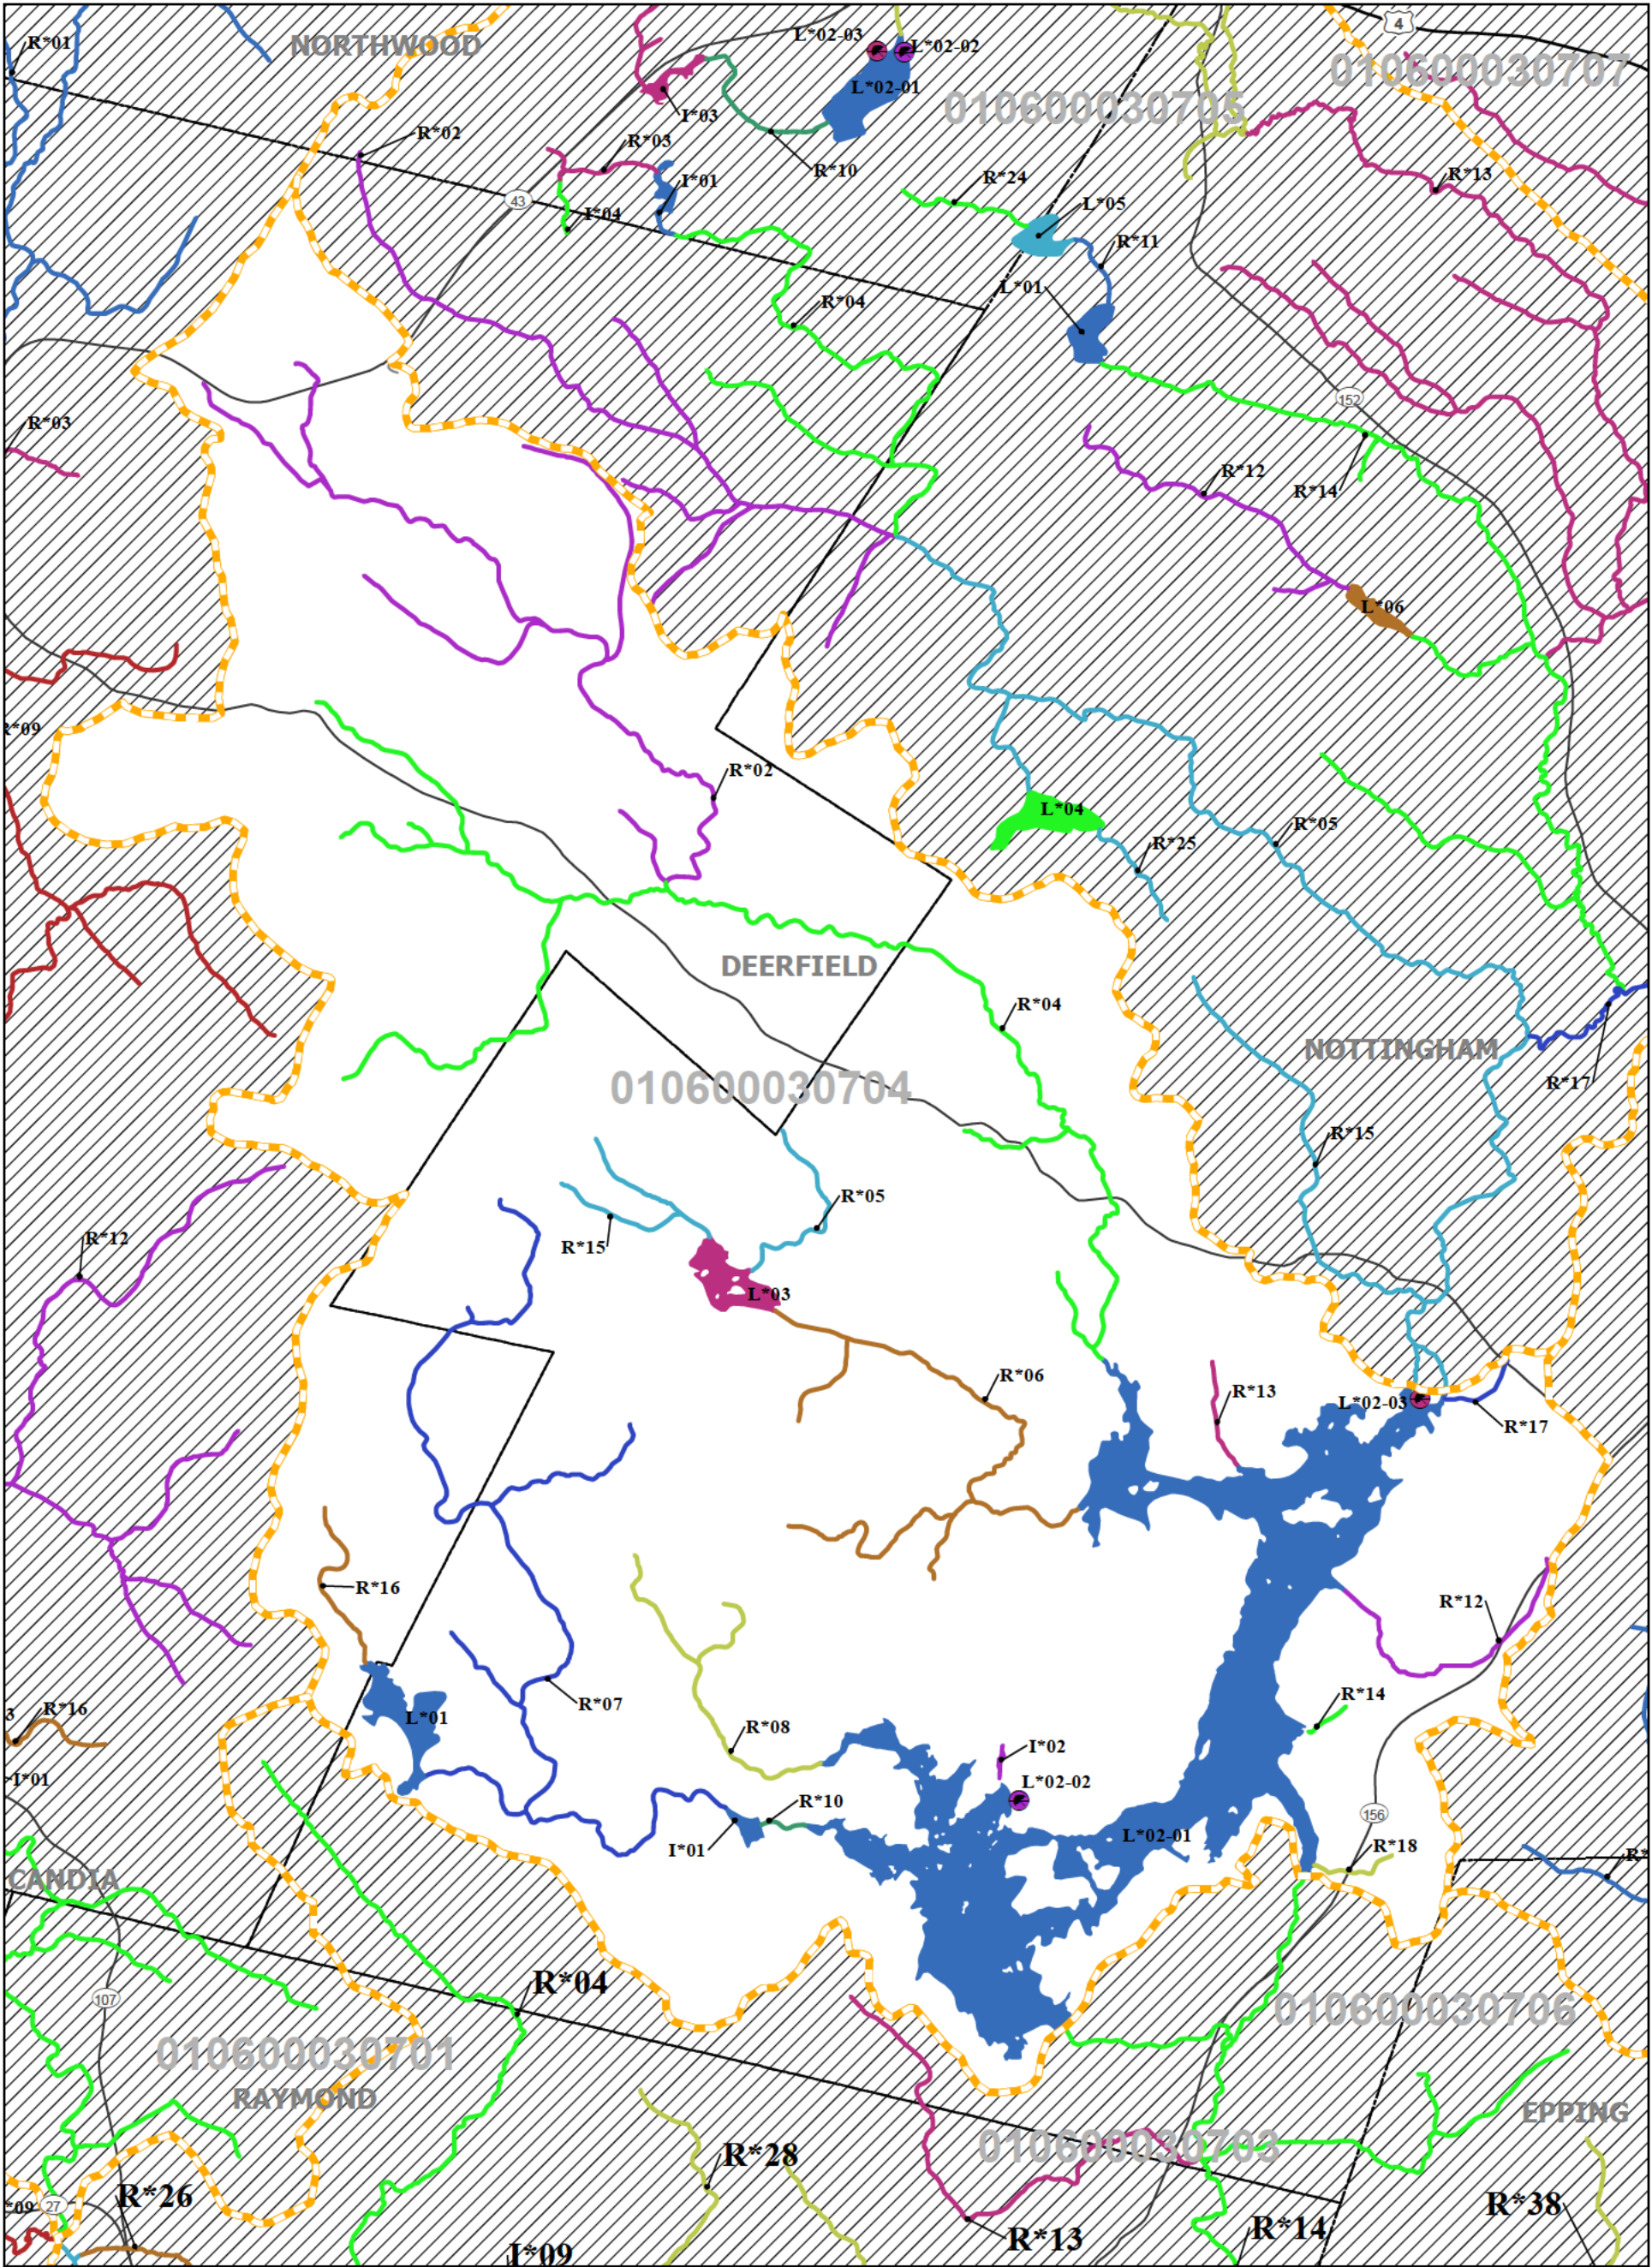 R*01
NORTHWOOD
L*02-03
L*02-02
4
010600030707
L*02-01
010600030705
I*03
R*02
R*03
R*10
I*01
R*24
R*13
43
I*04
L*05
R*11
R*04
L*01
152
R*03
R*12
R*14
L*06
R*09
R*02
L*04
R*05
R*25
DEERFIELD
R*04
NOTTINGHAM
010600030704
R*17
R*15
R*05
R*12
R*15
L*03
R*06
R*13
L*02-03
R*17
R*16
R*12
L*01
R*07
R*14
3
R*16
R*08
I*02
I*01
L*02-02
R*10
156
I*01
L*02-01
R*18
R*
CANDIA
R*04
107
010600030706
010600030701
RAYMOND
EPPING
010600030703
R*28
R*26
*09
27
R*38
R*13
R*14
I*09